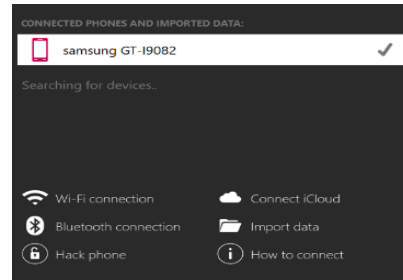 CONNECTED PHONES AND IMPORTED DATA:
samsung GT-I9082
Searching for devices..
Wi-Fi connection
Connect iCloud
Bluetooth connection
Import data
Hack phone
How to connect